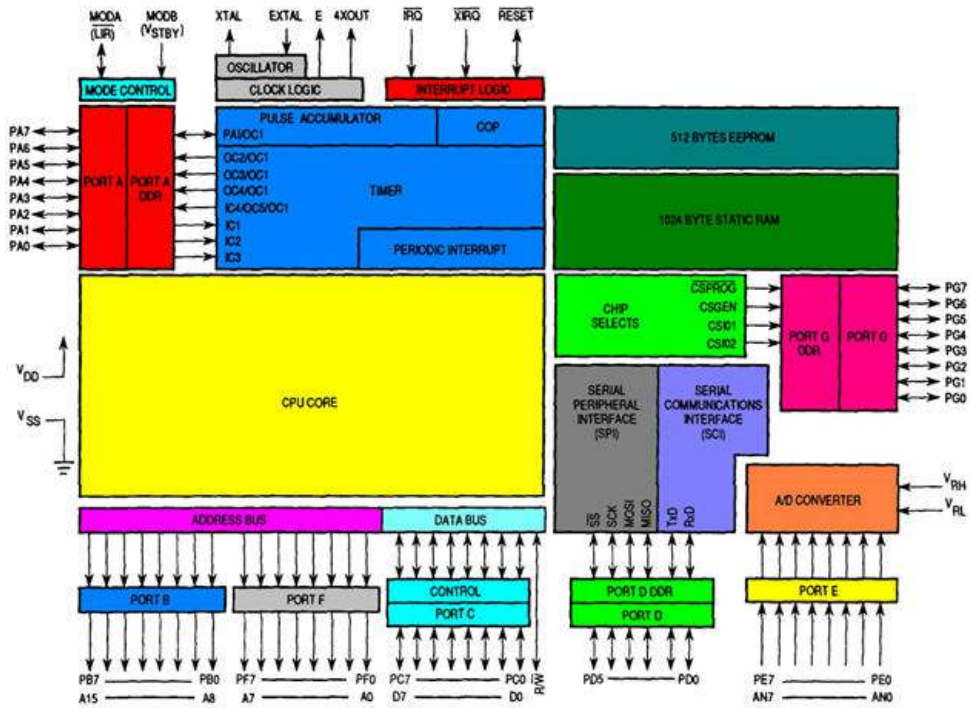 MODA MODB XTAL EXTAL E 4XOUT IRQ XIRQ RESET
(LIR) (VSTBY)
OSCILLATOR
MODE CONTROL CLOCK LOGIC INTERRUPT LOGIC
PULSE ACCUMULATOR COP
PAI/OC1
PA7
PA6
PA5
PA4
PA3
PA2
PA1
PA0
PORT A
PORT A
DDR
OC2/OC1
OC3/OC1
OC4/OC1
IC4/OC5/OC1
IC1
IC2
IC3
TIMER
PERIODIC INTERRUPT
512 BYTES EEPROM
1024 BYTE STATIC RAM
CHIP
SELECTS
CSPROG
CSGEN
CSI01
CSI02
PORT G
DDR
PORT G
PG7
PG6
PG5
PG4
PG3
PG2
PG1
PG0
VDD
VSS
CPU CORE
SERIAL
PERIPHERAL
INTERFACE
(SPI)
SERIAL
COMMUNICATIONS
INTERFACE
(SCI)
SS
SCK
MOSI
MISO
TxD
RxD
A/D CONVERTER
VRH
VRL
ADDRESS BUS DATA BUS
PORT B PORT F CONTROL PORT D DDR PORT E
PORT C PORT D
R/W
PB7 PB0 PF7 PF0 PC7 PC0 PD5 PD0 PE7 PE0
A15 A8 A7 A0 D7 D0 AN7 AN0